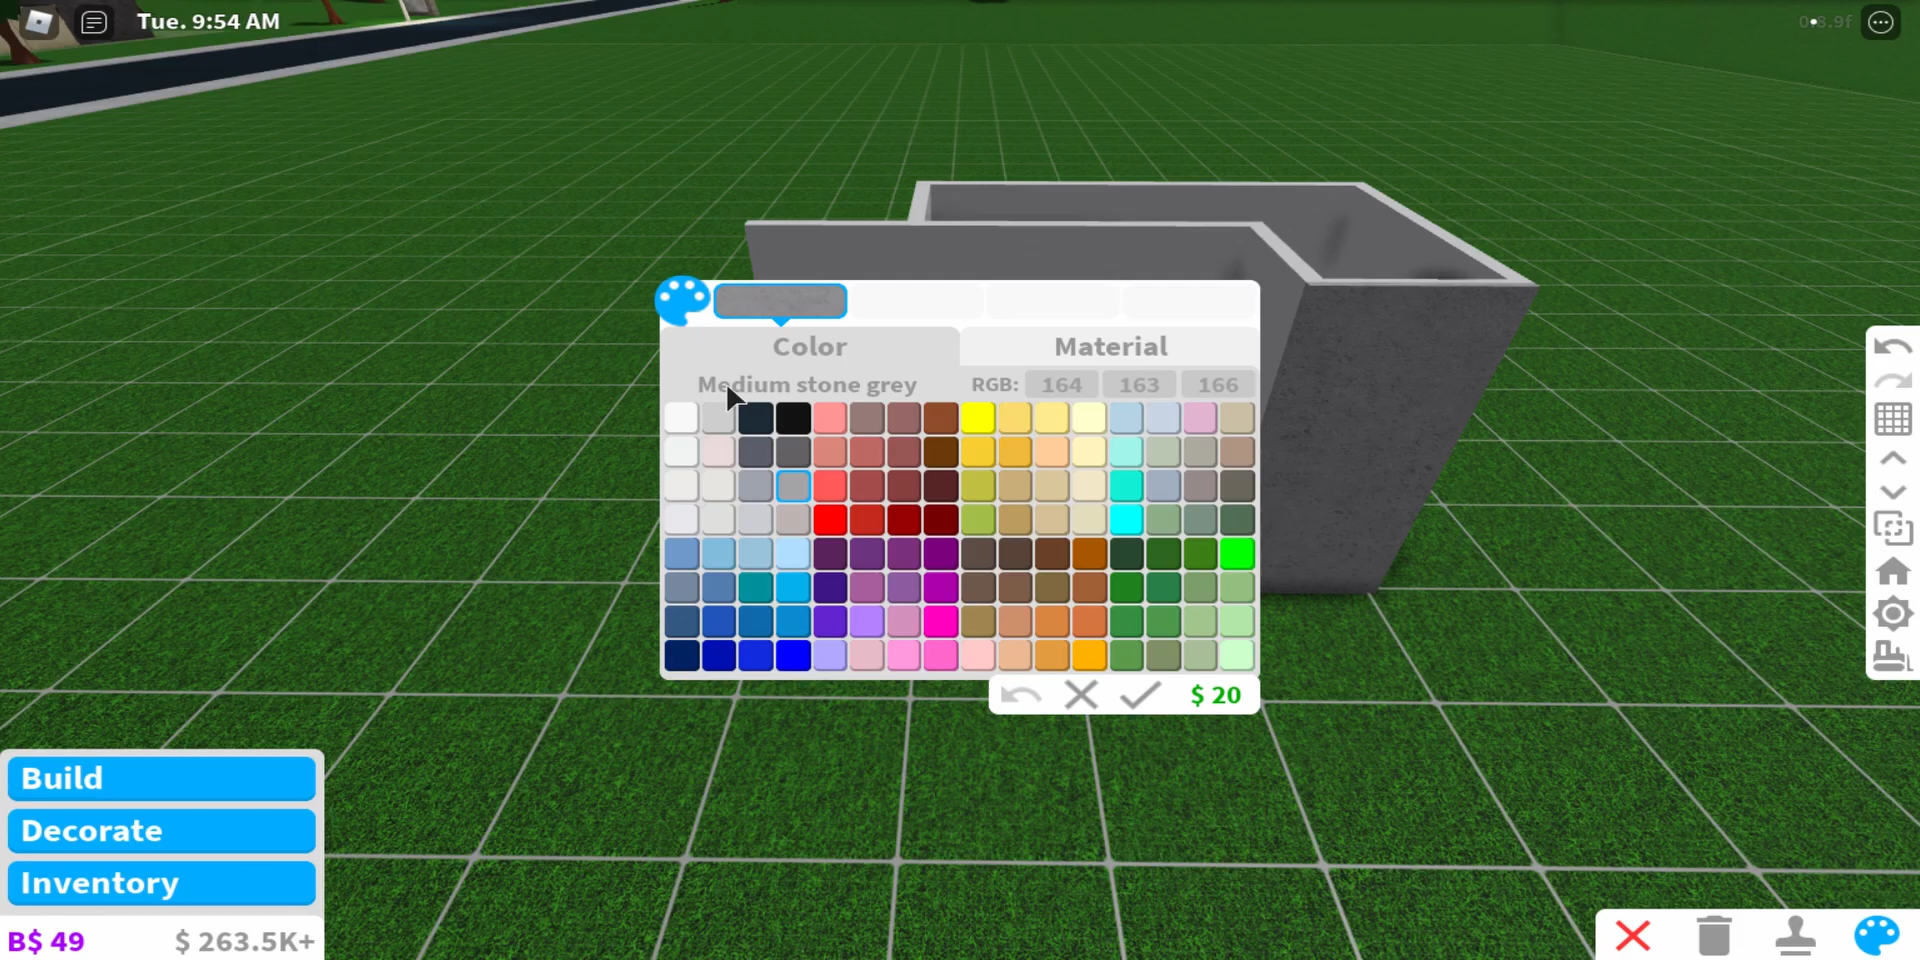 Tue. 9:54 AM
Color
Material
Medium stone grey
RGB: 164 163 166
$ 20
Build
Decorate
Inventory
B$ 49
$ 263.5K+